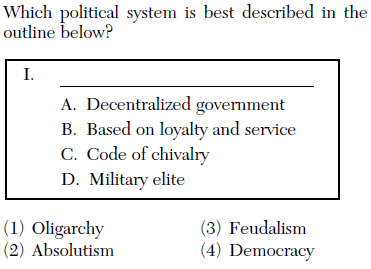 Which political system is best described in the
outline below?
I.
A. Decentralized government
B. Based on loyalty and service
C. Code of chivalry
D. Military elite
(1) Oligarchy (3) Feudalism
(2) Absolutism (4) Democracy